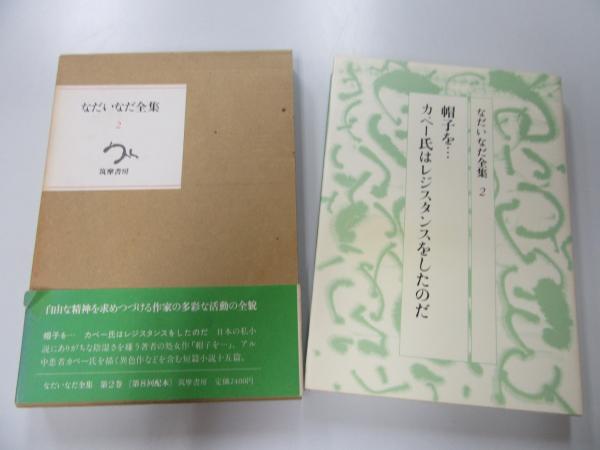 なだいなだ全集
2
筑摩書房
自由な精神を求めつづける作家の多彩な活動の全貌
帽子を… カペー氏はレジスタンスをしたのだ 日本の私小
説にありがちな陰湿さを嫌う著者の処女作「帽子を…」、アル
中患者カペー氏を描く異色作などを含む短篇小説十五篇。
なだいなだ全集 第2巻 〔第8回配本〕 筑摩書房 定価2400円
なだいなだ全集 2
帽子を…
カペー氏はレジスタンスをしたのだ